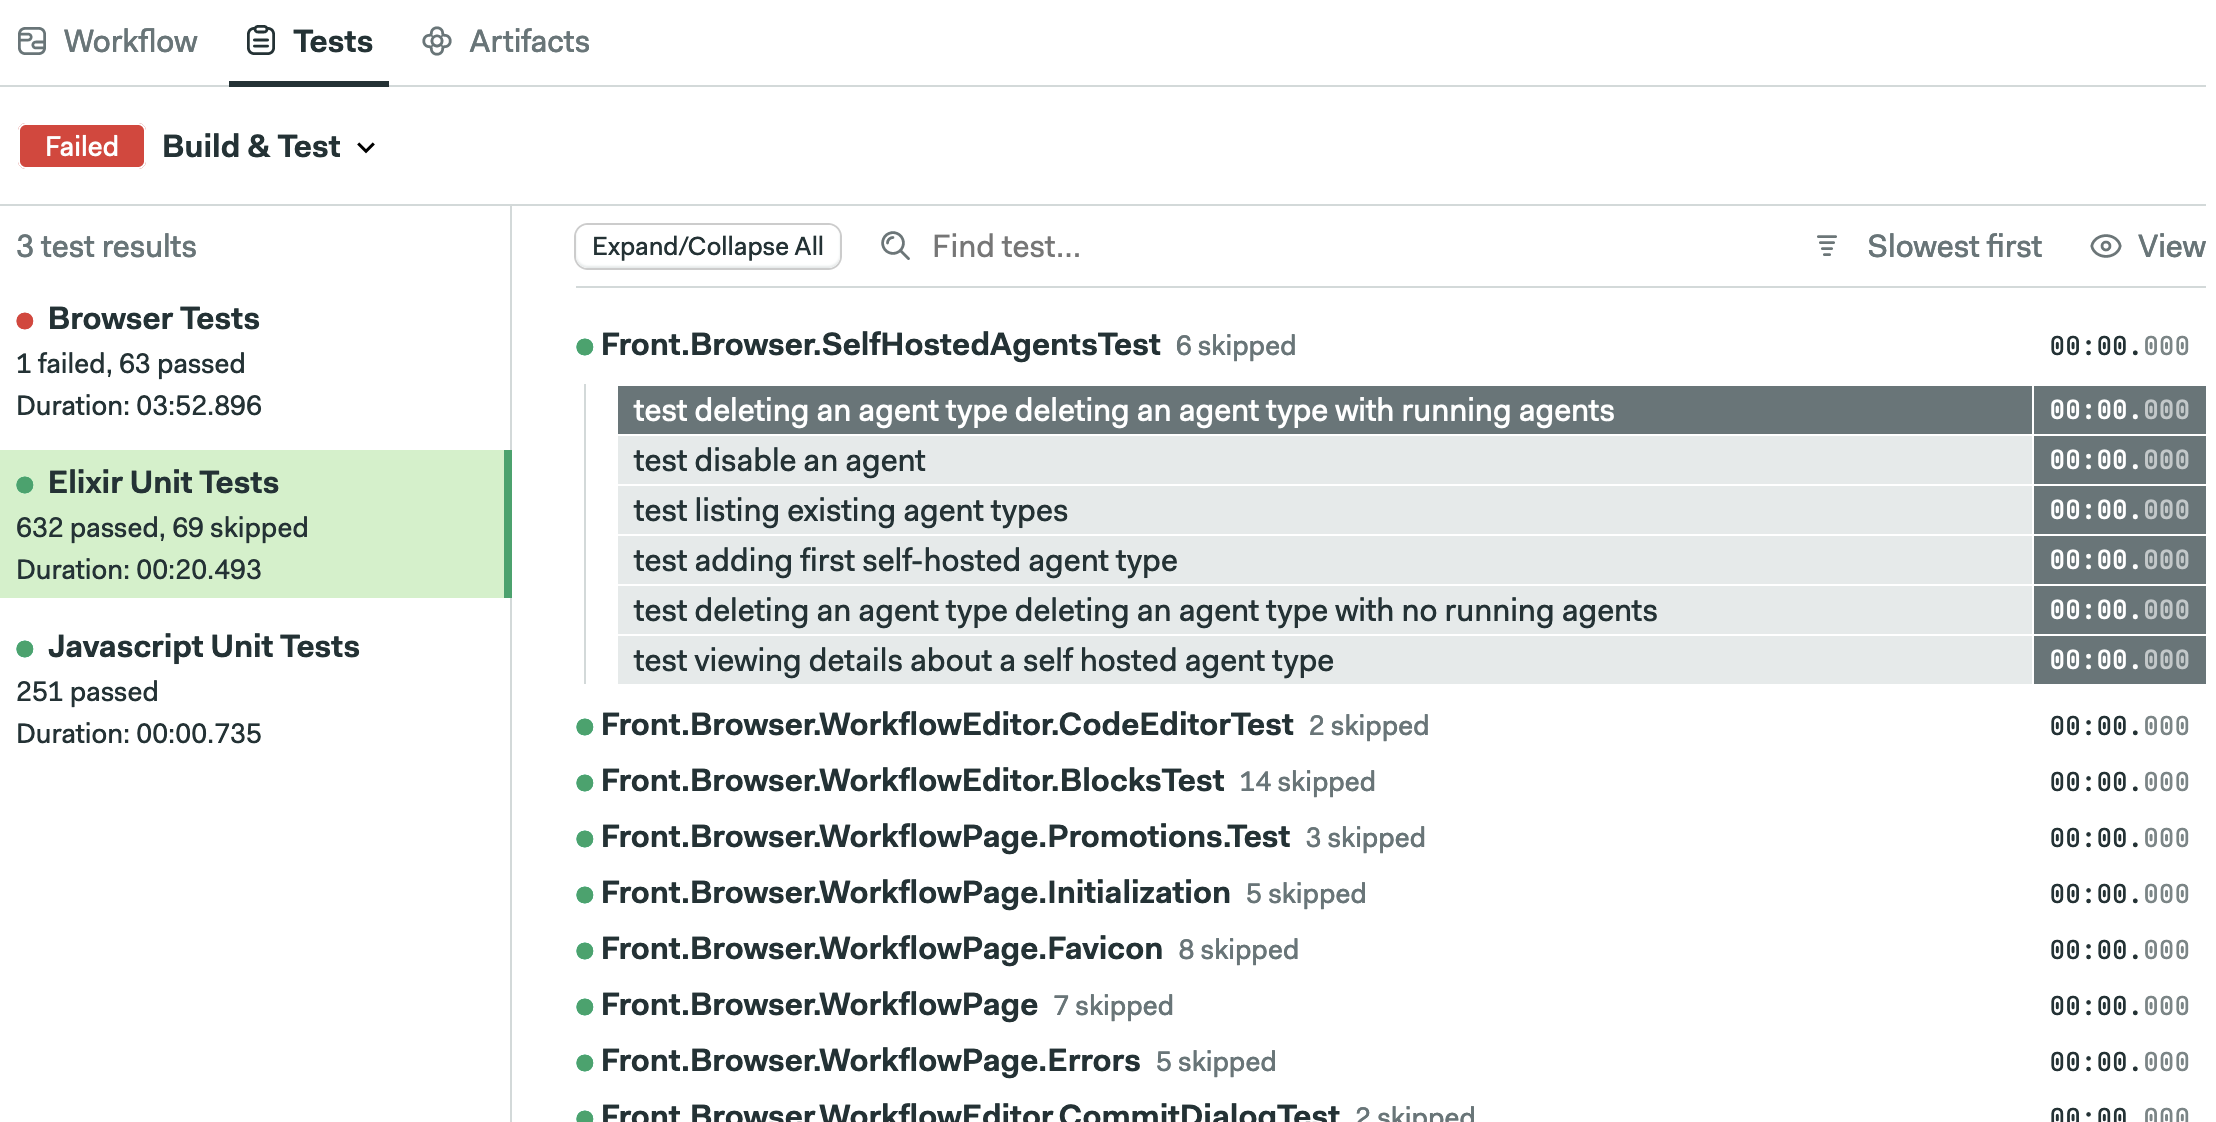 Workflow Tests Artifacts
Failed Build & Test
3 test results
Browser Tests
1 failed, 63 passed
Duration: 03:52.896
Elixir Unit Tests
632 passed, 69 skipped
Duration: 00:20.493
Javascript Unit Tests
251 passed
Duration: 00:00.735
Expand/Collapse All Find test... Slowest first View
Front.Browser.SelfHostedAgentsTest 6 skipped 00:00.000
test deleting an agent type deleting an agent type with running agents 00:00.000
test disable an agent 00:00.000
test listing existing agent types 00:00.000
test adding first self-hosted agent type 00:00.000
test deleting an agent type deleting an agent type with no running agents 00:00.000
test viewing details about a self hosted agent type 00:00.000
Front.Browser.WorkflowEditor.CodeEditorTest 2 skipped 00:00.000
Front.Browser.WorkflowEditor.BlocksTest 14 skipped 00:00.000
Front.Browser.WorkflowPage.Promotions.Test 3 skipped 00:00.000
Front.Browser.WorkflowPage.Initialization 5 skipped 00:00.000
Front.Browser.WorkflowPage.Favicon 8 skipped 00:00.000
Front.Browser.WorkflowPage 7 skipped 00:00.000
Front.Browser.WorkflowPage.Errors 5 skipped 00:00.000
Front.Browser.WorkflowEditor.CommitDialogTest 2 skipped 00:00.000